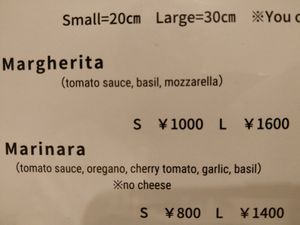 Small=20㎝ Large=30㎝ ※You
Margherita
(tomato sauce, basil, mozzarella)
S ¥1000 L ¥1600
Marinara
(tomato sauce, oregano, cherry tomato, garlic, basil)
※no cheese
S ¥800 L ¥1400